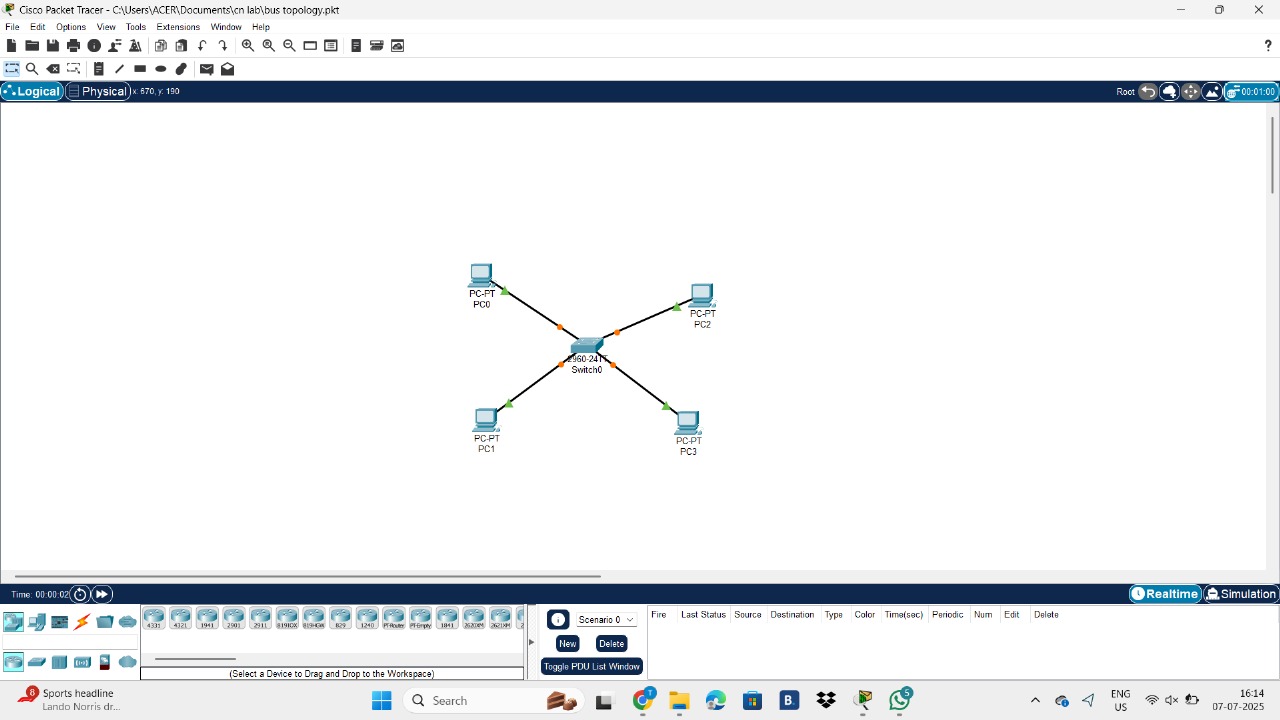 Cisco Packet Tracer - C:\Users\ACER\Documents\cn lab\bus topology.pkt
File Edit Options View Tools Extensions Window Help
?
Logical Physical x: 670, y: 190 Root 00:01:00
PC-PT
PC0
PC-PT
PC2
2960-24TT
Switch0
PC-PT
PC1
PC-PT
PC3
Time: 00:00:02 Realtime Simulation
4331 4321 1941 2901 2911 819IOX 819HGW 829 1240 PT-Router PT-Empty 1841 2620XM 2621XM 2
(Select a Device to Drag and Drop to the Workspace)
Scenario 0
New Delete
Toggle PDU List Window
Fire Last Status Source Destination Type Color Time(sec) Periodic Num Edit Delete
8 Sports headline
Lando Norris dr...
Search
B.
T
5
ENG
US
16:14
07-07-2025